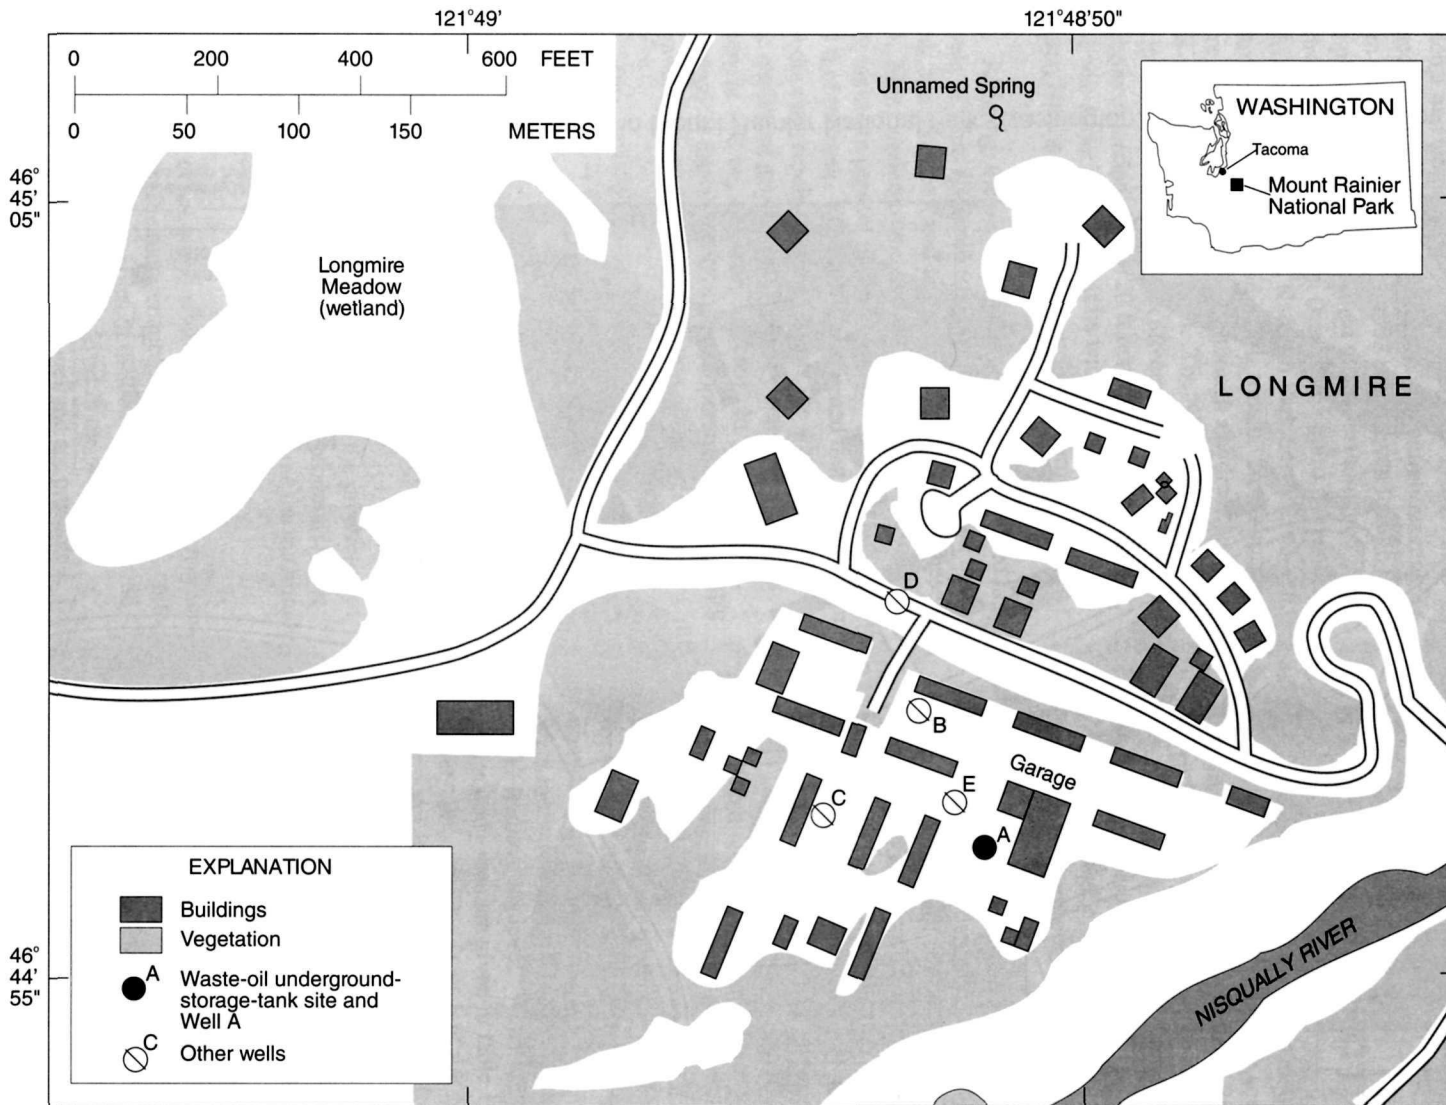 121°49' 121°48'50"
0 200 400 600 FEET
0 50 100 150 METERS
Unnamed Spring
WASHINGTON
Tacoma
Mount Rainier
National Park
46°
45'
05"
Longmire
Meadow
(wetland)
LONGMIRE
D
B
Garage
E
C
A
EXPLANATION
Buildings
Vegetation
A Waste-oil underground-
storage-tank site and
Well A
C Other wells
46°
44'
55"
NISQUALLY RIVER